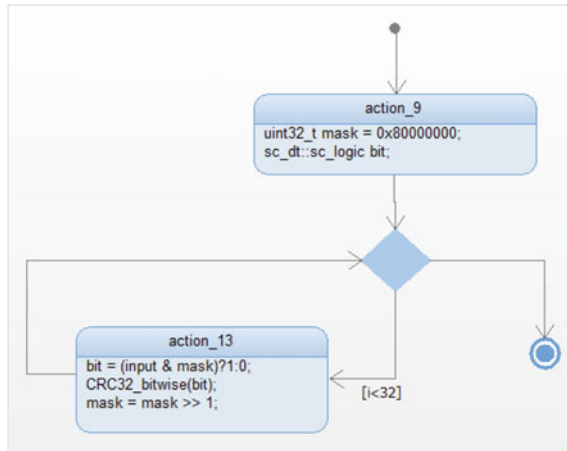 action_9
uint32_t mask = 0x80000000;
sc_dt::sc_logic bit;
action_13
bit = (input & mask)?1:0;
CRC32_bitwise(bit);
mask = mask >> 1;
[i<32]